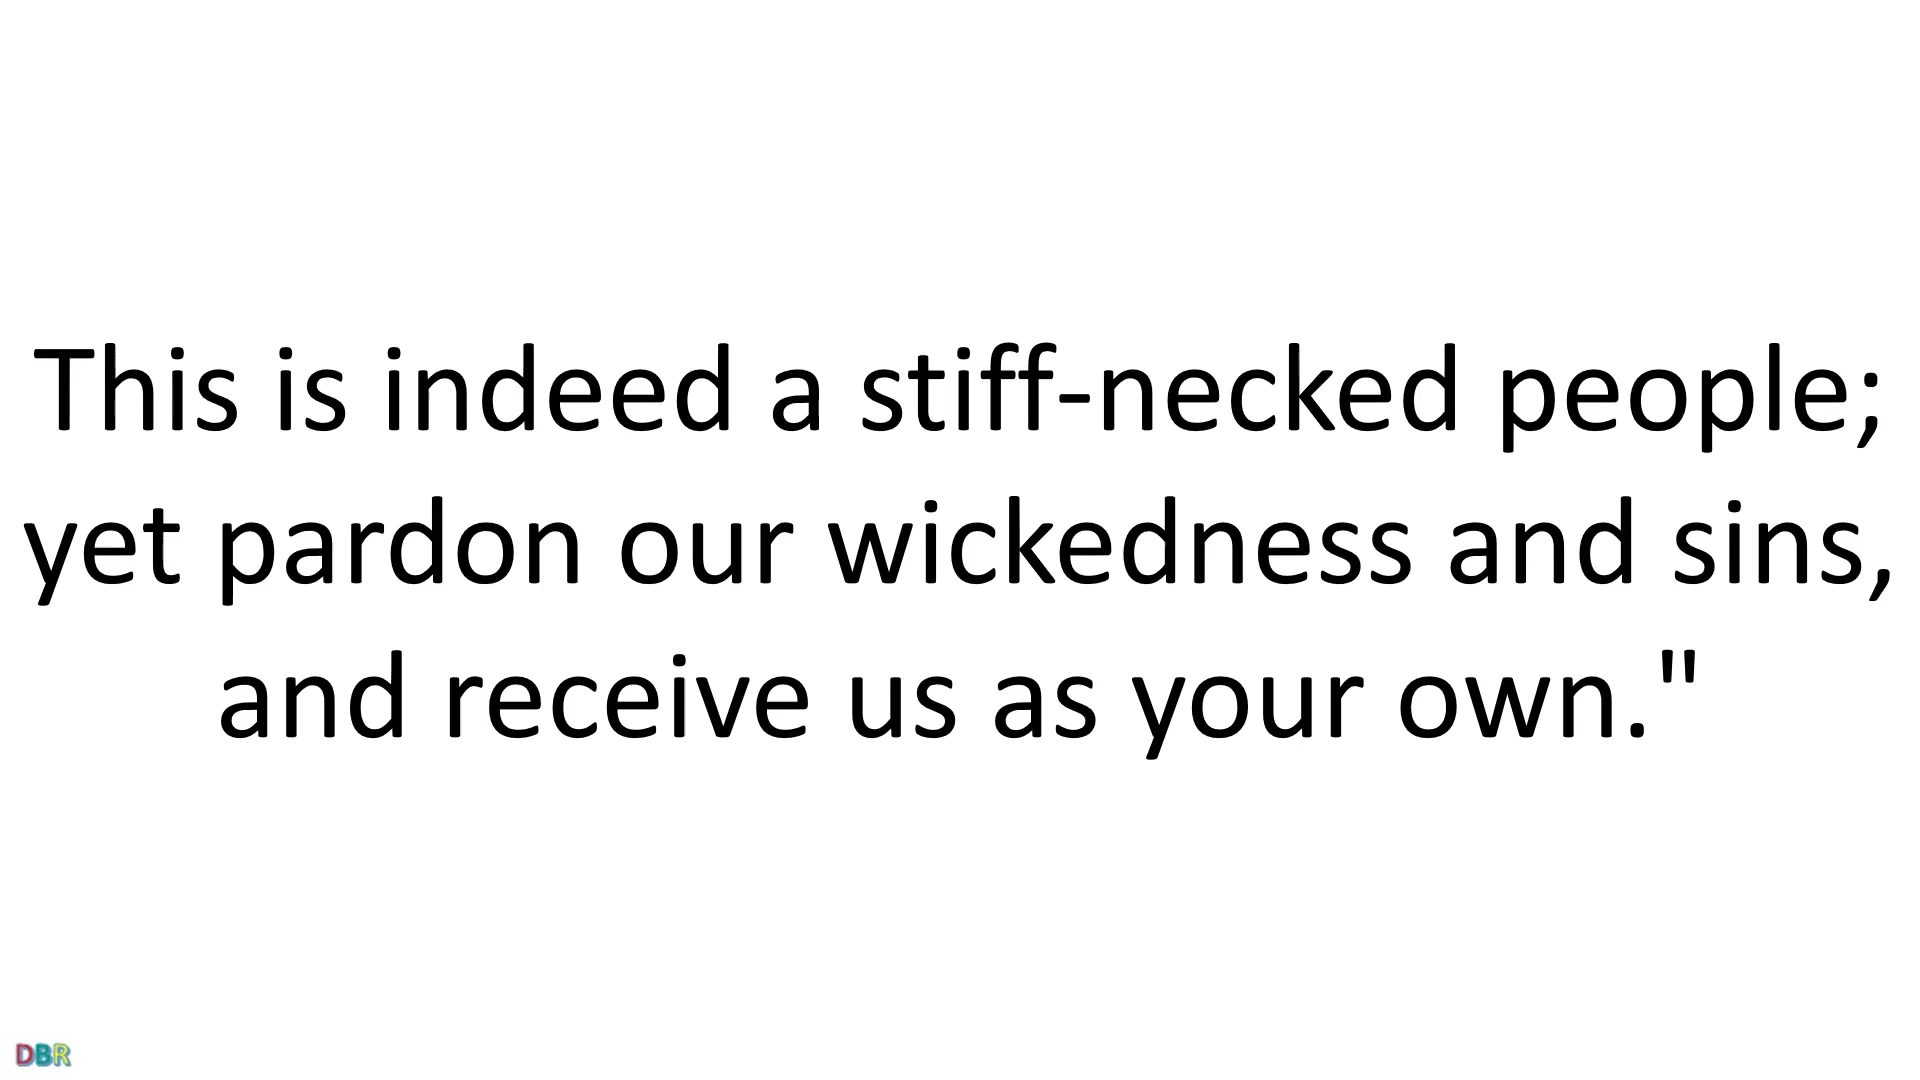 This is indeed a stiff-necked people;
yet pardon our wickedness and sins,
and receive us as your own."
DBR